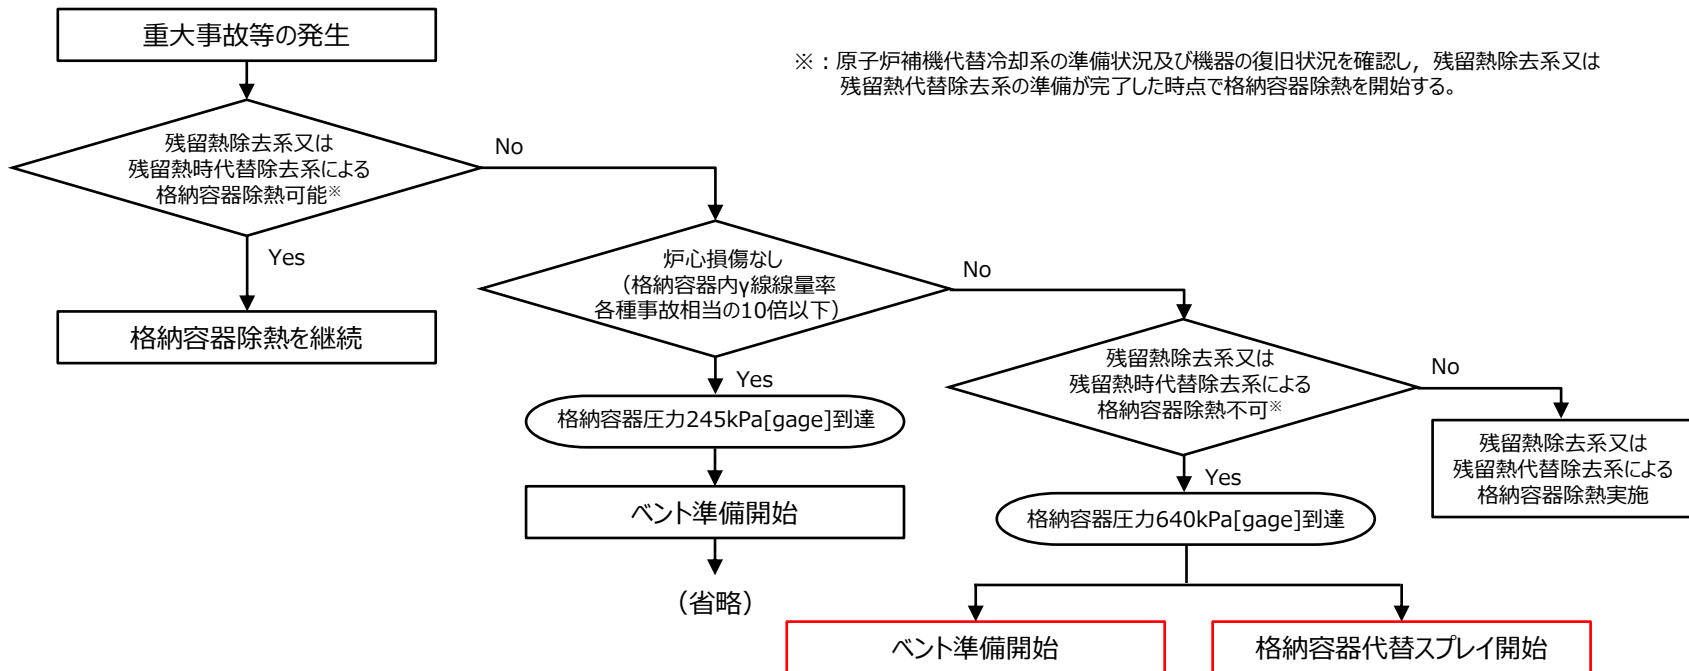 重大事故等の発生
※：原子炉補機代替冷却系の準備状況及び機器の復旧状況を確認し，残留熱除去系又は
残留熱代替除去系の準備が完了した時点で格納容器除熱を開始する。
残留熱除去系又は
残留熱時代替除去系による
格納容器除熱可能※
No
Yes
格納容器除熱を継続
炉心損傷なし
（格納容器内γ線線量率
各種事故相当の10倍以下）
No
Yes
格納容器圧力245kPa[gage]到達
ベント準備開始
（省略）
残留熱除去系又は
残留熱時代替除去系による
格納容器除熱不可※
No
残留熱除去系又は
残留熱代替除去系による
格納容器除熱実施
Yes
格納容器圧力640kPa[gage]到達
ベント準備開始
格納容器代替スプレイ開始